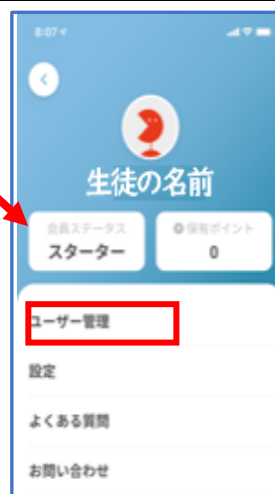 8:07
生徒の名前
会員ステータス
スターター
保有ポイント
0
ユーザー管理
設定
よくある質問
お問い合わせ